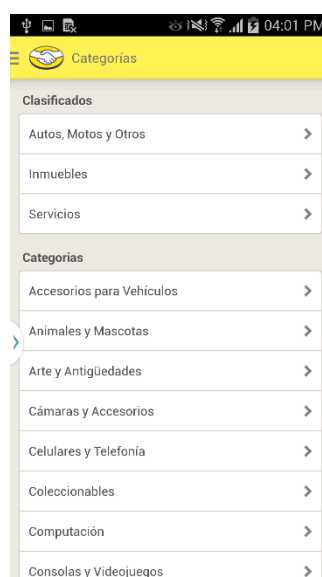 04:01 PM
Categorías
Clasificados
Autos, Motos y Otros
Inmuebles
Servicios
Categorias
Accesorios para Vehículos
Animales y Mascotas
Arte y Antigüedades
Cámaras y Accesorios
Celulares y Telefonía
Coleccionables
Computación
Consolas y Videojuegos